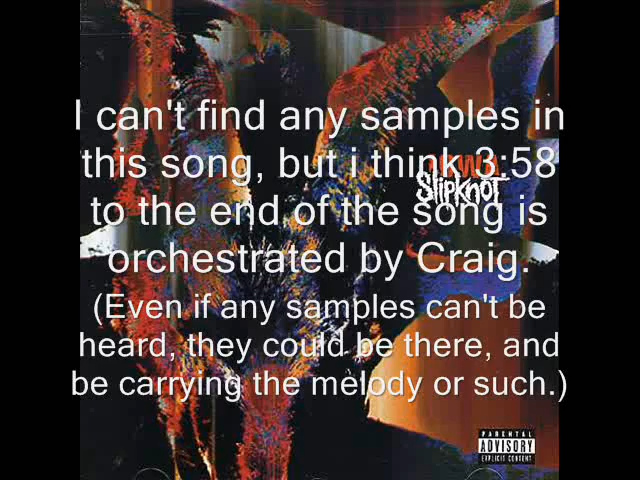 I can't find any samples in
this song, but i think 3:58
Slipknot
to the end of the song is
orchestrated by Craig.
(Even if any samples can't be
heard, they could be there, and
be carrying the melody or such.)
PARENTAL
ADVISORY
EXPLICIT CONTENT